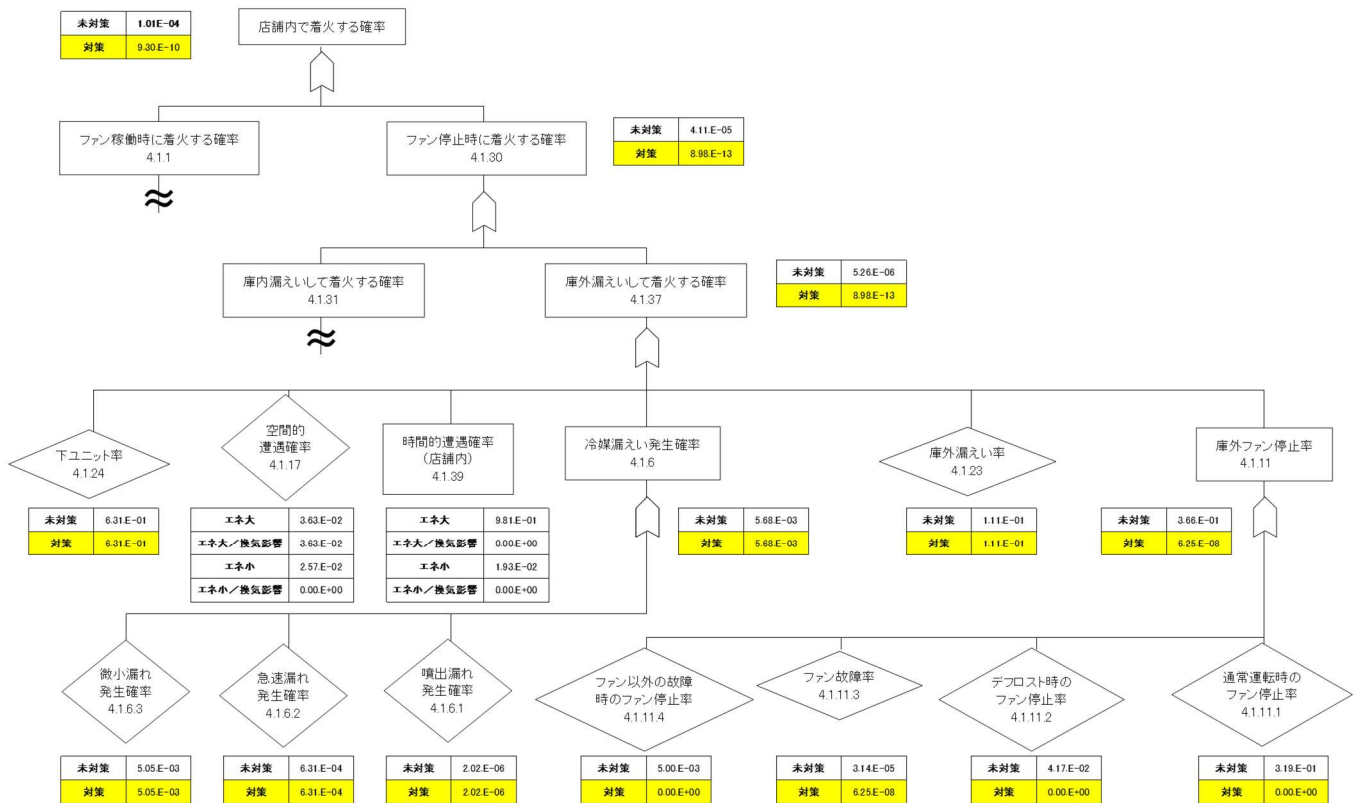 未対策 1.01E-04
対策 9.30.E-10
店舗内で着火する確率
ファン稼働時に着火する確率
4.1.1
ファン停止時に着火する確率
4.1.30
未対策 4.11.E-05
対策 8.98.E-13
庫内漏えいして着火する確率
4.1.31
庫外漏えいして着火する確率
4.1.37
未対策 5.26.E-06
対策 8.98.E-13
下ユニット率
4.1.24
空間的
遭遇確率
4.1.17
時間的遭遇確率
(店舗内)
4.1.39
冷媒漏えい発生確率
4.1.6
庫外漏えい率
4.1.23
庫外ファン停止率
4.1.11
未対策 6.31.E-01
対策 6.31.E-01
エネ大 3.63.E-02
エネ大/換気影響 3.63.E-02
エネ小 2.57.E-02
エネ小/換気影響 0.00.E+00
エネ大 9.81.E-01
エネ大/換気影響 0.00.E+00
エネ小 1.93.E-02
エネ小/換気影響 0.00.E+00
未対策 5.68.E-03
対策 5.68.E-03
未対策 1.11.E-01
対策 1.11.E-01
未対策 3.66.E-01
対策 6.25.E-08
微小漏れ
発生確率
4.1.6.3
急速漏れ
発生確率
4.1.6.2
噴出漏れ
発生確率
4.1.6.1
ファン以外の故障
時のファン停止率
4.1.11.4
ファン故障率
4.1.11.3
デフロスト時の
ファン停止率
4.1.11.2
通常運転時の
ファン停止率
4.1.11.1
未対策 5.05.E-03
対策 5.05.E-03
未対策 6.31.E-04
対策 6.31.E-04
未対策 2.02.E-06
対策 2.02.E-06
未対策 5.00.E-03
対策 0.00.E+00
未対策 3.14.E-05
対策 6.25.E-08
未対策 4.17.E-02
対策 0.00.E+00
未対策 3.19.E-01
対策 0.00.E+00